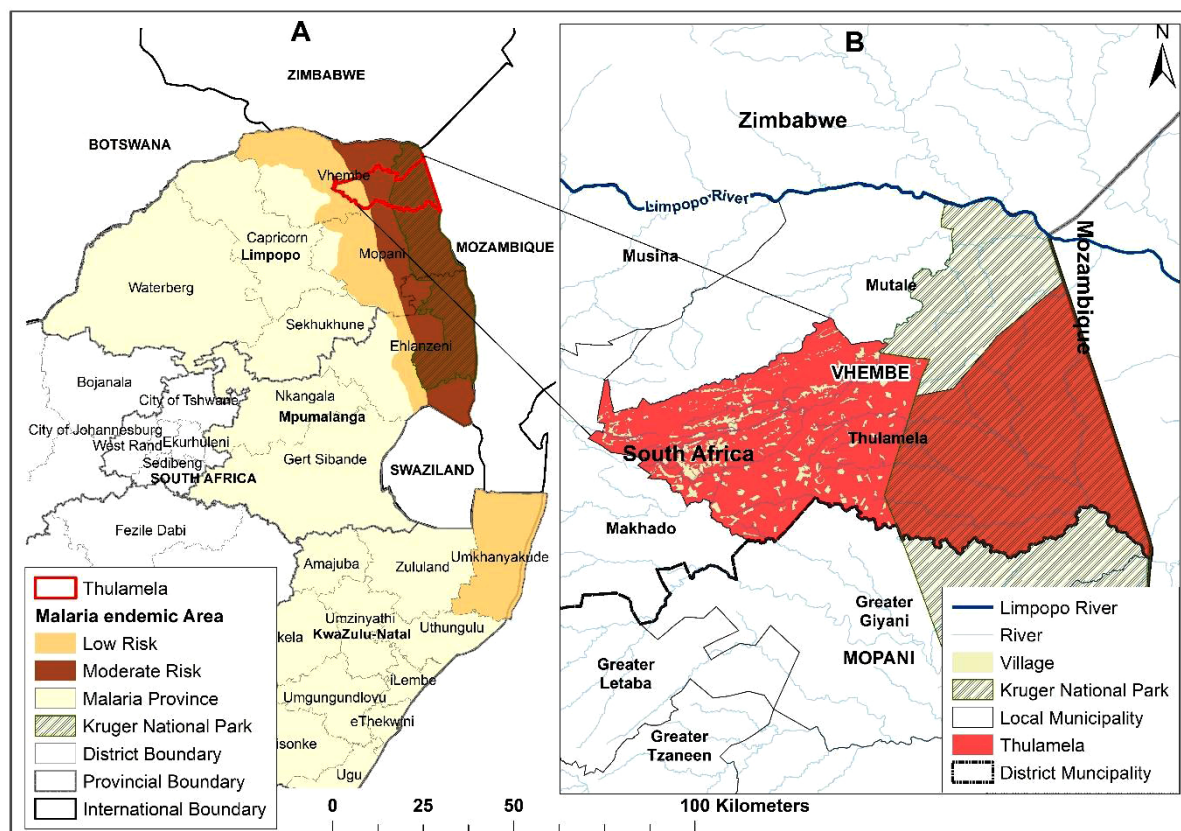 A
ZIMBABWE
BOTSWANA
Vhembe
MOZAMBIQUE
Capricorn
Limpopo
Mopani
Waterberg
Sekhukhune
Ehlanzeni
Bojanala
City of Tshwane
Nkangala
Mpumalanga
City of Johannesburg
West Rand
Ekurhuleni
Sedibeng
Gert Sibande
SWAZILAND
SOUTH AFRICA
Fezile Dabi
Amajuba
Zululand
Umkhanyakude
Umzinyathi
kela
KwaZulu-Natal
Uthungulu
iLembe
Umgungundlovu
eThekwini
isonke
Ugu
Thulamela
Malaria endemic Area
Low Risk
Moderate Risk
Malaria Province
Kruger National Park
District Boundary
Provincial Boundary
International Boundary
B
N
Zimbabwe
Limpopo River
Musina
Mutale
Mozambique
VHEMBE
Thulamela
South Africa
Makhado
Greater
Giyani
MOPANI
Greater
Letaba
Greater
Tzaneen
Limpopo River
River
Village
Kruger National Park
Local Municipality
Thulamela
District Muncipality
0 25 50 100 Kilometers